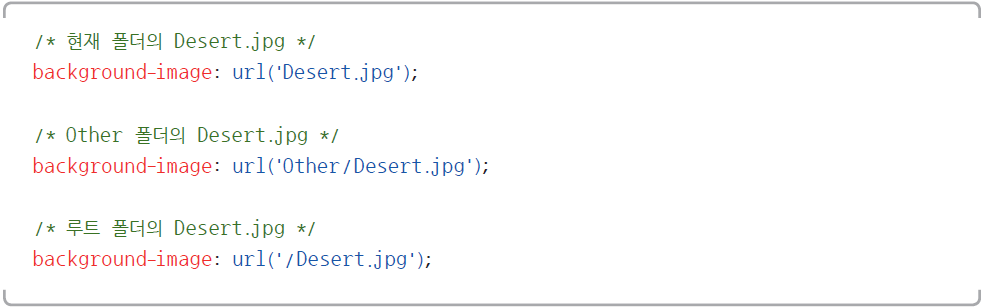 /* 현재 폴더의 Desert.jpg */
background-image: url('Desert.jpg');
/* Other 폴더의 Desert.jpg */
background-image: url('Other/Desert.jpg');
/* 루트 폴더의 Desert.jpg */
background-image: url('/Desert.jpg');